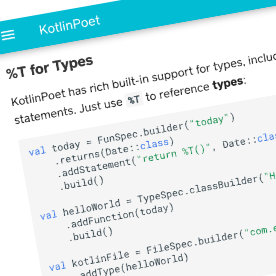 KotlinPoet
%T for Types
KotlinPoet has rich built-in support for types, inclu
statements. Just use %T to reference types:
val today = FunSpec.builder("today")
.returns(Date::class)
.addStatement("return %T()", Date::clas
.build()
val helloWorld = TypeSpec.classBuilder("H
.addFunction(today)
.build()
val kotlinFile = FileSpec.builder("com.e
.addType(helloWorld)